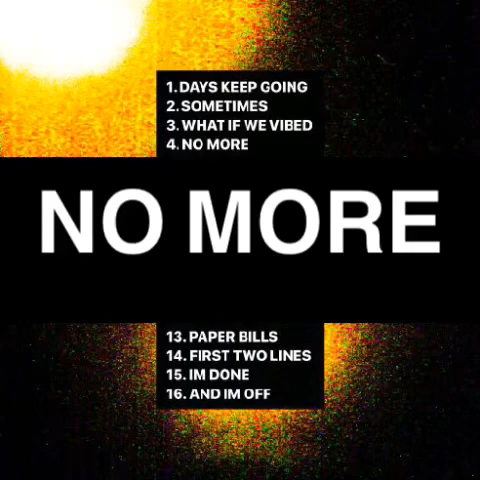 1. DAYS KEEP GOING
2. SOMETIMES
3. WHAT IF WE VIBED
4. NO MORE
NO MORE
13. PAPER BILLS
14. FIRST TWO LINES
15. IM DONE
16. AND IM OFF